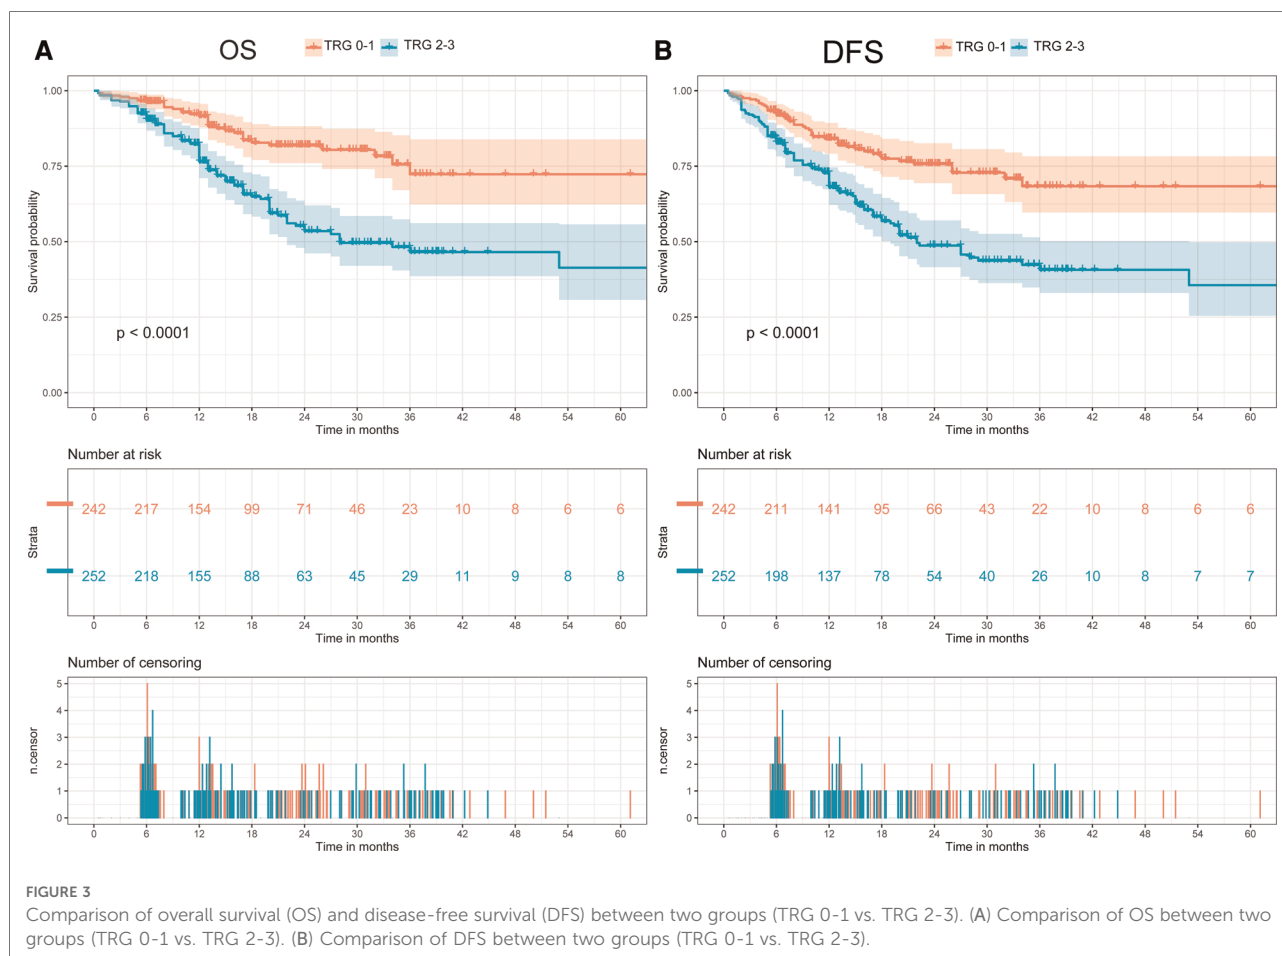 A
OS
TRG 0-1
TRG 2-3
Survival probability
1.00
0.75
0.50
0.25
0.00
p < 0.0001
0 6 12 18 24 30 36 42 48 54 60
Time in months
Number at risk
Strata
242 217 154 99 71 46 23 10 8 6 6
252 218 155 88 63 45 29 11 9 8 8
0 6 12 18 24 30 36 42 48 54 60
Time in months
Number of censoring
n.censor
5
4
3
2
1
0
0 6 12 18 24 30 36 42 48 54 60
Time in months
B
DFS
TRG 0-1
TRG 2-3
Survival probability
1.00
0.75
0.50
0.25
0.00
p < 0.0001
0 6 12 18 24 30 36 42 48 54 60
Time in months
Number at risk
Strata
242 211 141 95 66 43 22 10 8 6 6
252 198 137 78 54 40 26 10 8 7 7
0 6 12 18 24 30 36 42 48 54 60
Time in months
Number of censoring
n.censor
5
4
3
2
1
0
0 6 12 18 24 30 36 42 48 54 60
Time in months
FIGURE 3
Comparison of overall survival (OS) and disease-free survival (DFS) between two groups (TRG 0-1 vs. TRG 2-3). (A) Comparison of OS between two
groups (TRG 0-1 vs. TRG 2-3). (B) Comparison of DFS between two groups (TRG 0-1 vs. TRG 2-3).